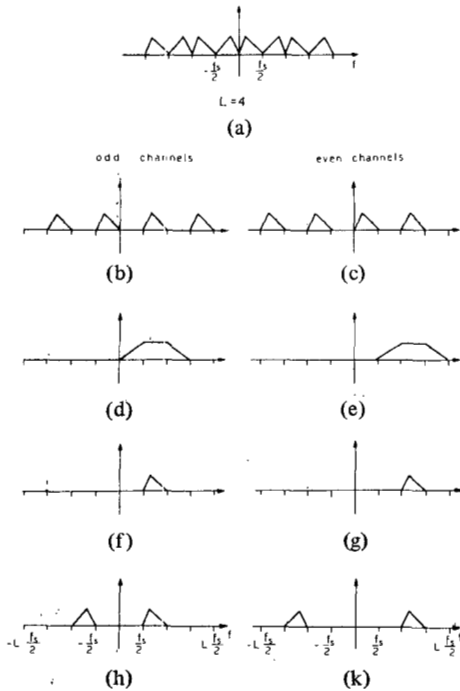 -fs/2 fs/2 f
L = 4
(a)
odd channels even channels
(b) (c)
(d) (e)
(f) (g)
-L fs/2 -fs/2 fs/2 L fs/2 f -L fs/2 -fs/2 fs/2 L fs/2 f
(h) (k)